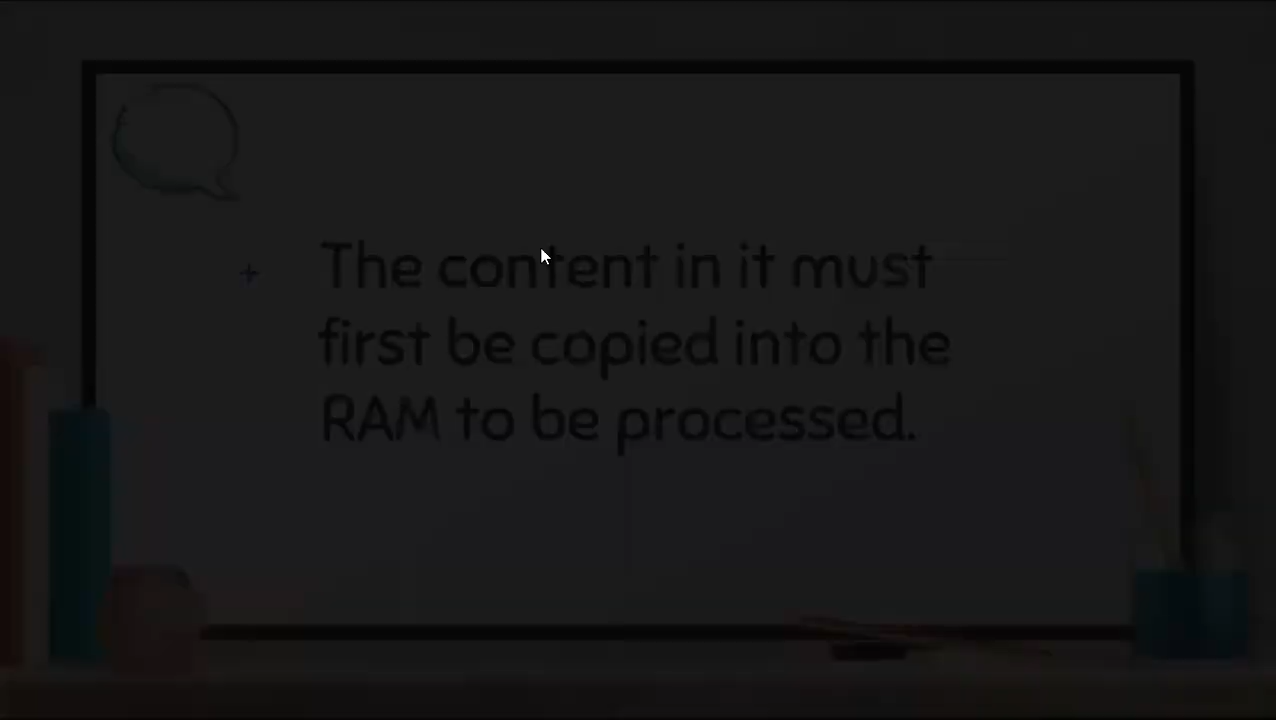 The content in it must
first be copied into the
RAM to be processed.